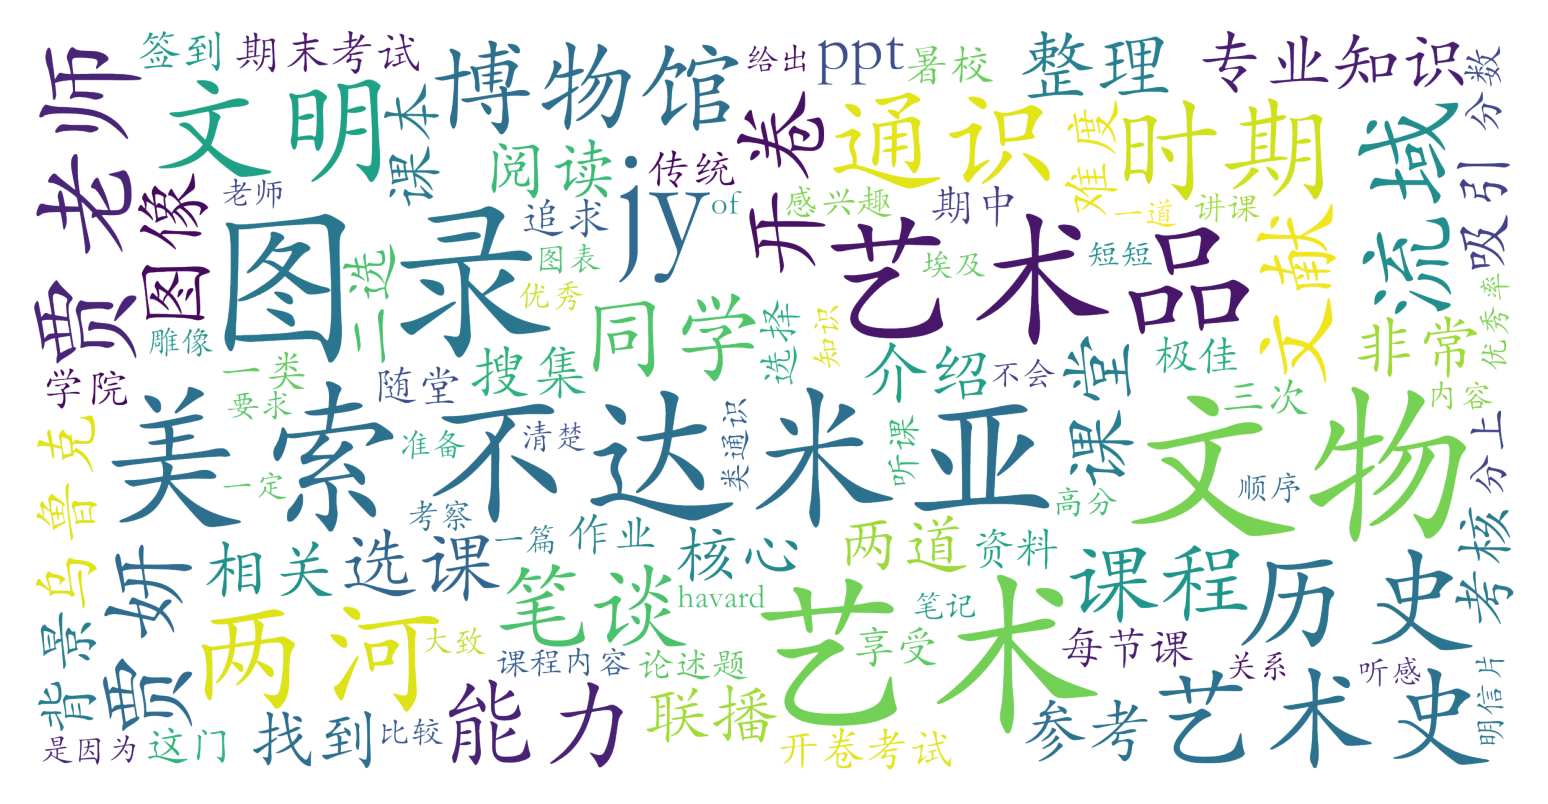 签到
期末考试
博物馆
给出
ppt
暑校
整理
专业知识
分数
贾老师
文明
课本
阅读
传统
开卷
通识
难度
时期
流域
吸引
图像
老师
图录
追求
jy
of
感兴趣
期中
一道
讲课
文献
二选
图表
优秀
艺术品
埃及
短短
雕像
同学
选择
知识
介绍
不会
课堂
极佳
非常
优秀率
学院
一类
要求
随堂
搜集
三次
内容
乌鲁克
美索不达米亚
准备
清楚
类通识
听课
文物
分上
一定
考察
高分
顺序
贾妍
相关
选课
一篇
作业
核心
两道
资料
课程
历史
考核
背景
两河
大致
笔谈
havard
艺术
笔记
享受
每节课
关系
听感
明信片
课程内容
论述题
是因为
这门
找到
比较
能力
联播
开卷考试
参考
艺术史